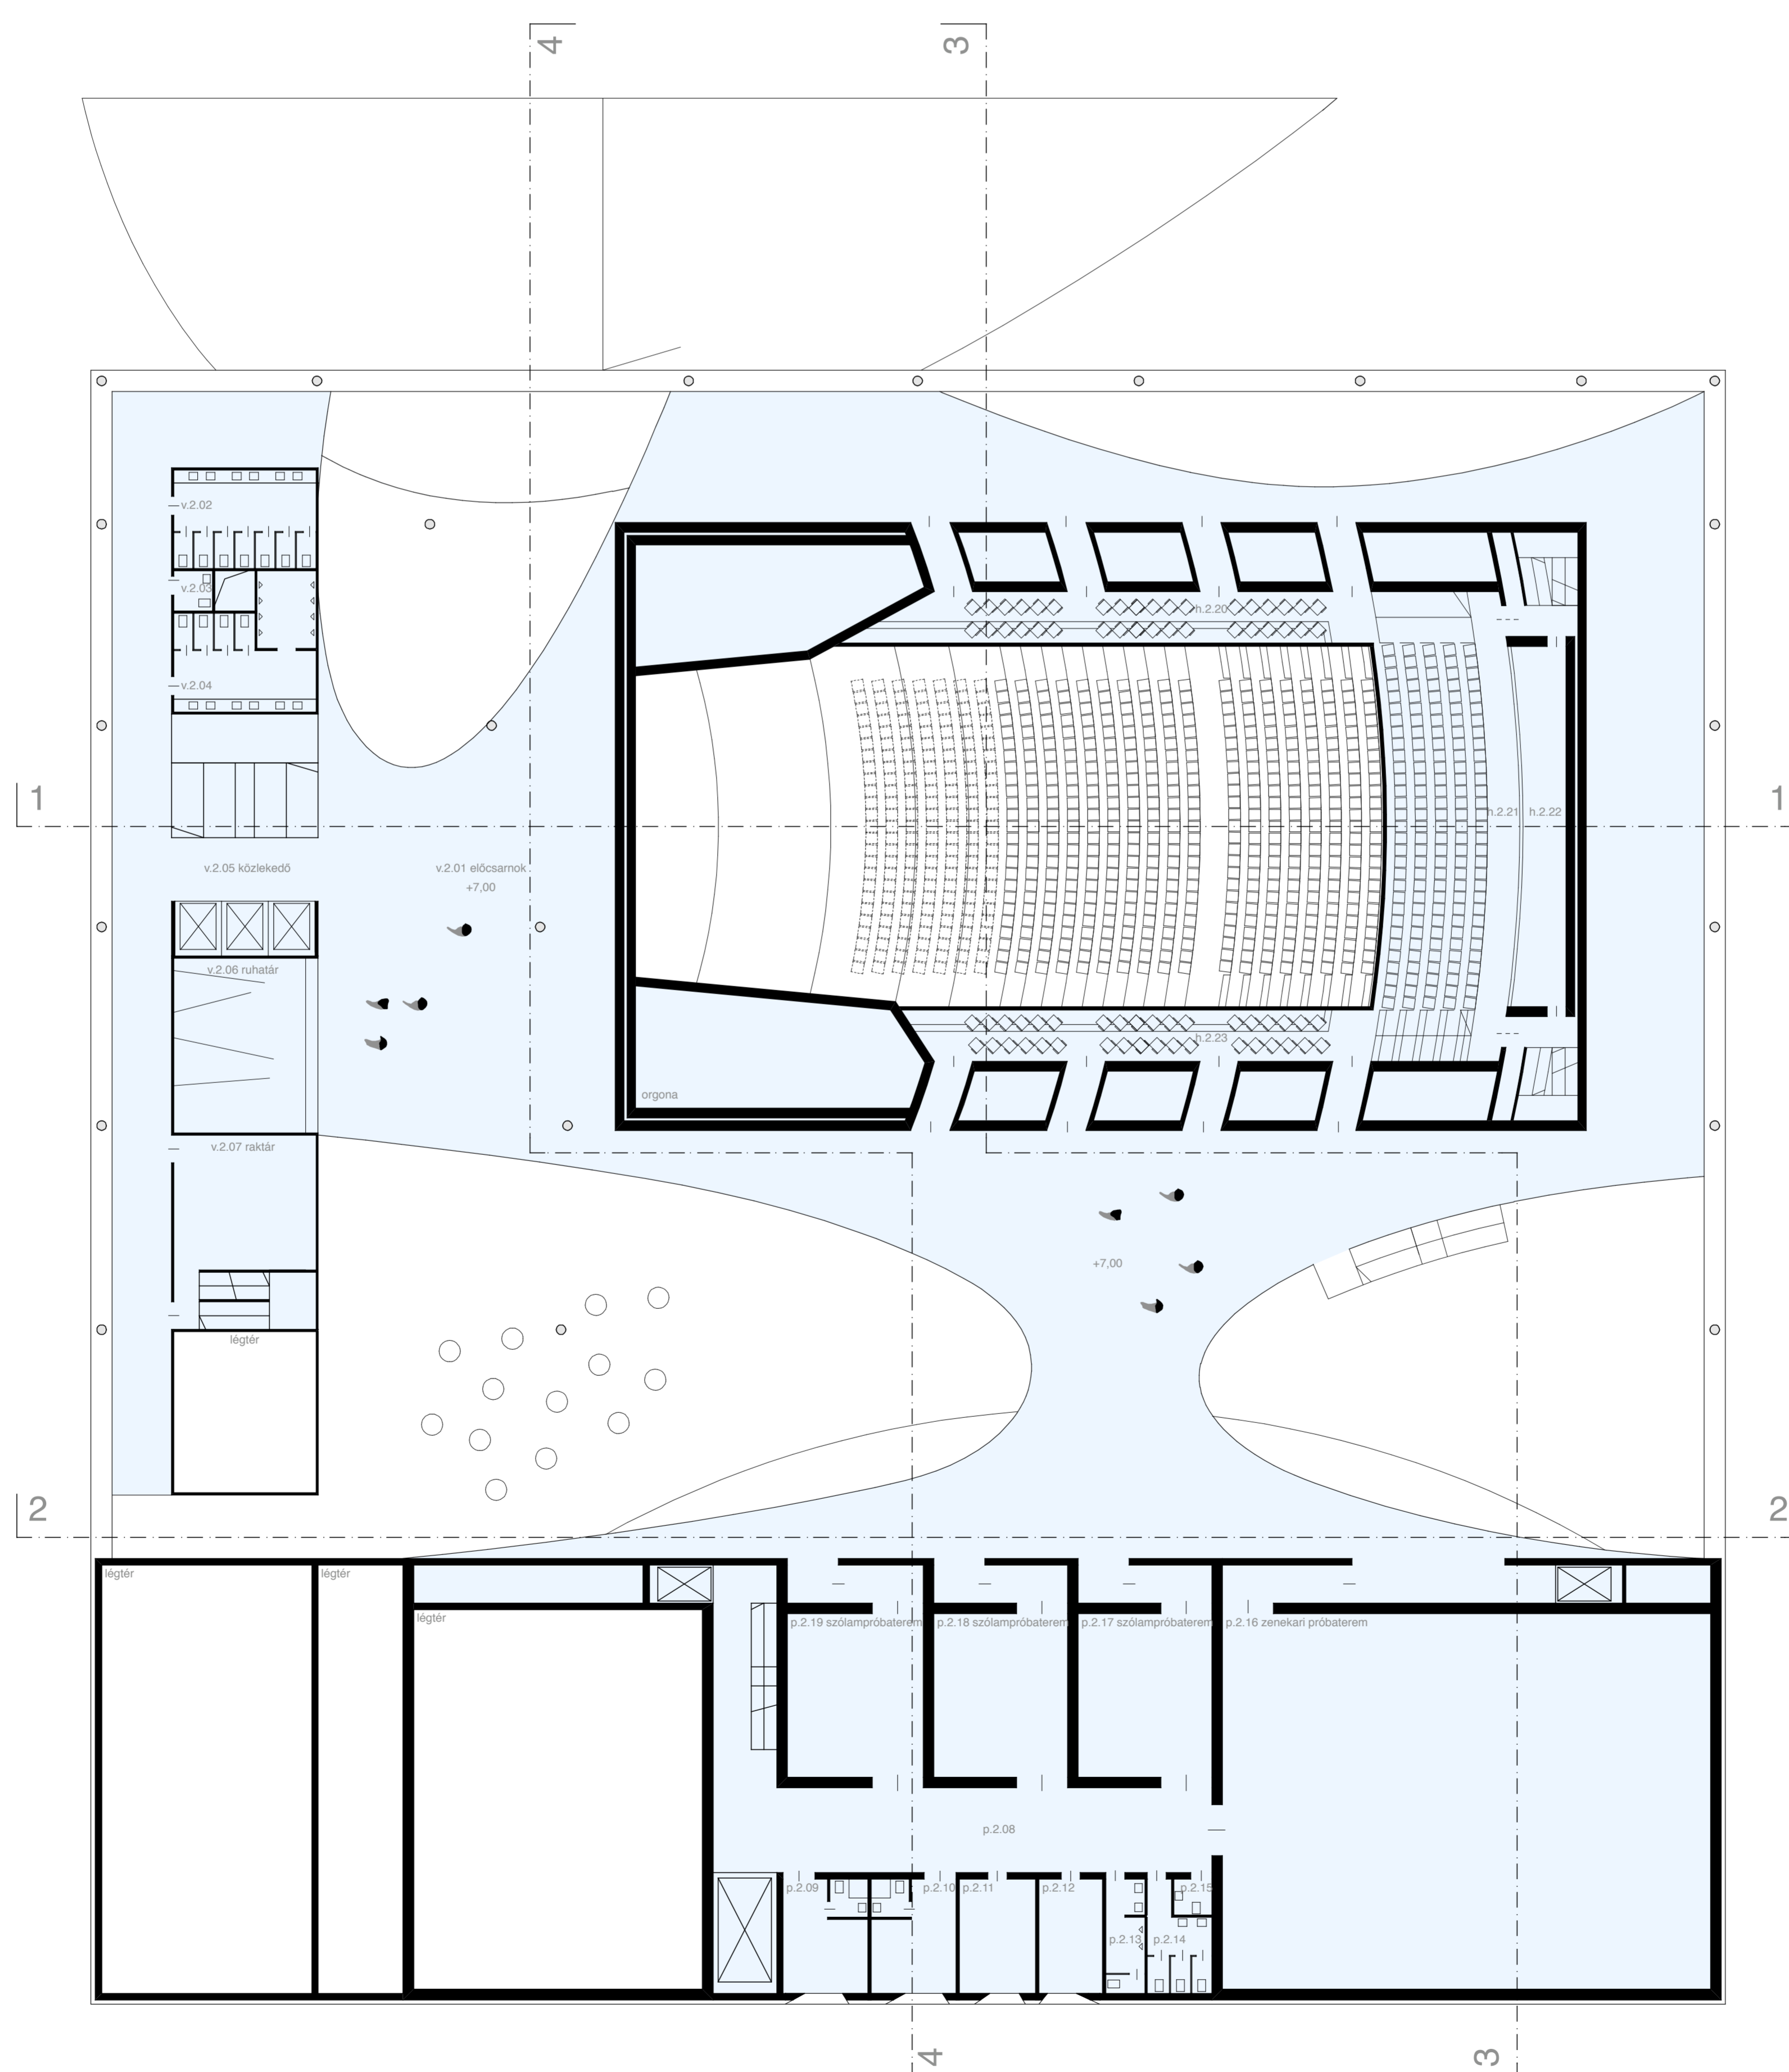 4
3
v.2.02
v.2.03
h.2.20
v.2.04
1
1
h.2.21
h.2.22
v.2.05 közlekedő
v.2.01 előcsarnok
+7,00
v.2.06 ruhatár
h.2.23
orgona
v.2.07 raktár
+7,00
légtér
2
2
légtér
légtér
légtér
p.2.19 szólampróbaterem
p.2.18 szólampróbaterem
p.2.17 szólampróbaterem
p.2.16 zenekari próbaterem
p.2.08
p.2.09
p.2.10
p.2.11
p.2.12
p.2.15
p.2.13
p.2.14
4
3